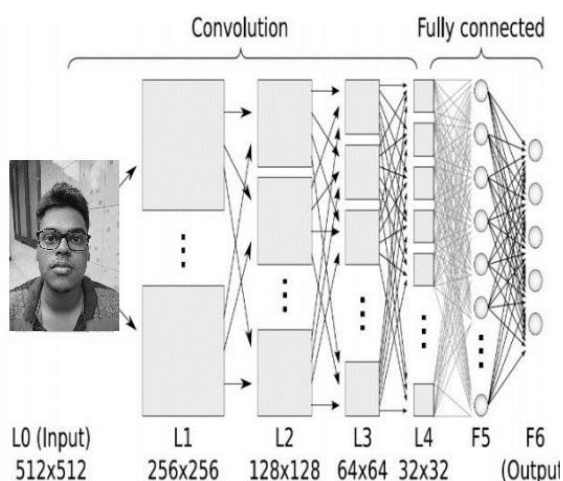 Convolution Fully connected
L0 (Input) L1 L2 L3 L4 F5 F6
512x512 256x256 128x128 64x64 32x32 (Output